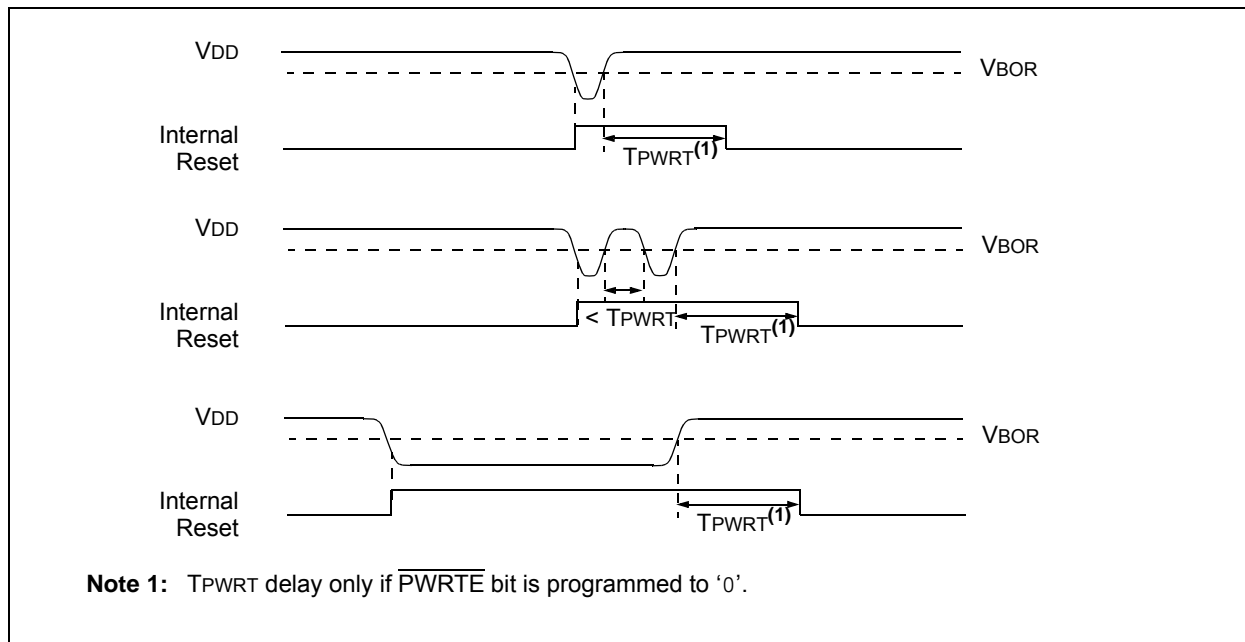 VDD
VBOR
Internal
Reset
TPWRT(1)
VDD
VBOR
Internal
Reset
< TPWRT
TPWRT(1)
VDD
VBOR
Internal
Reset
TPWRT(1)
Note 1: TPWRT delay only if PWRTE bit is programmed to ‘0’.